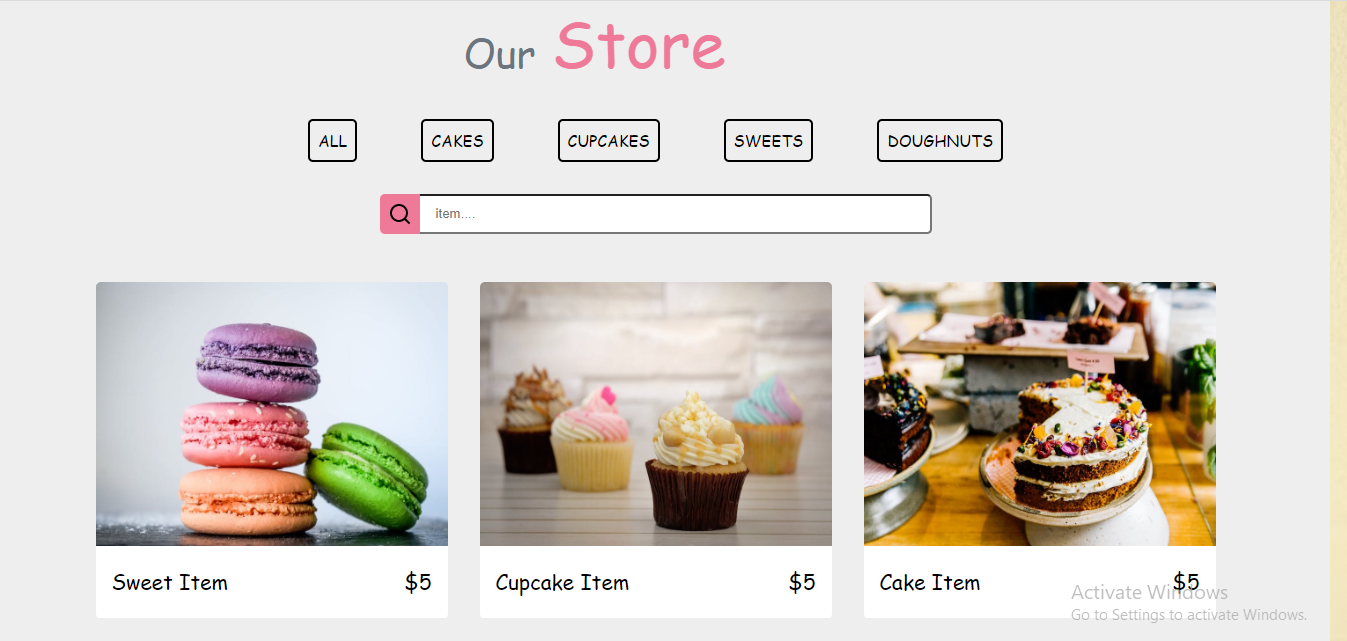 Our Store
ALL CAKES CUPCAKES SWEETS DOUGHNUTS
item....
Sweet Item $5
Cupcake Item $5
Cake Item $5
Activate Windows
Go to Settings to activate Windows.